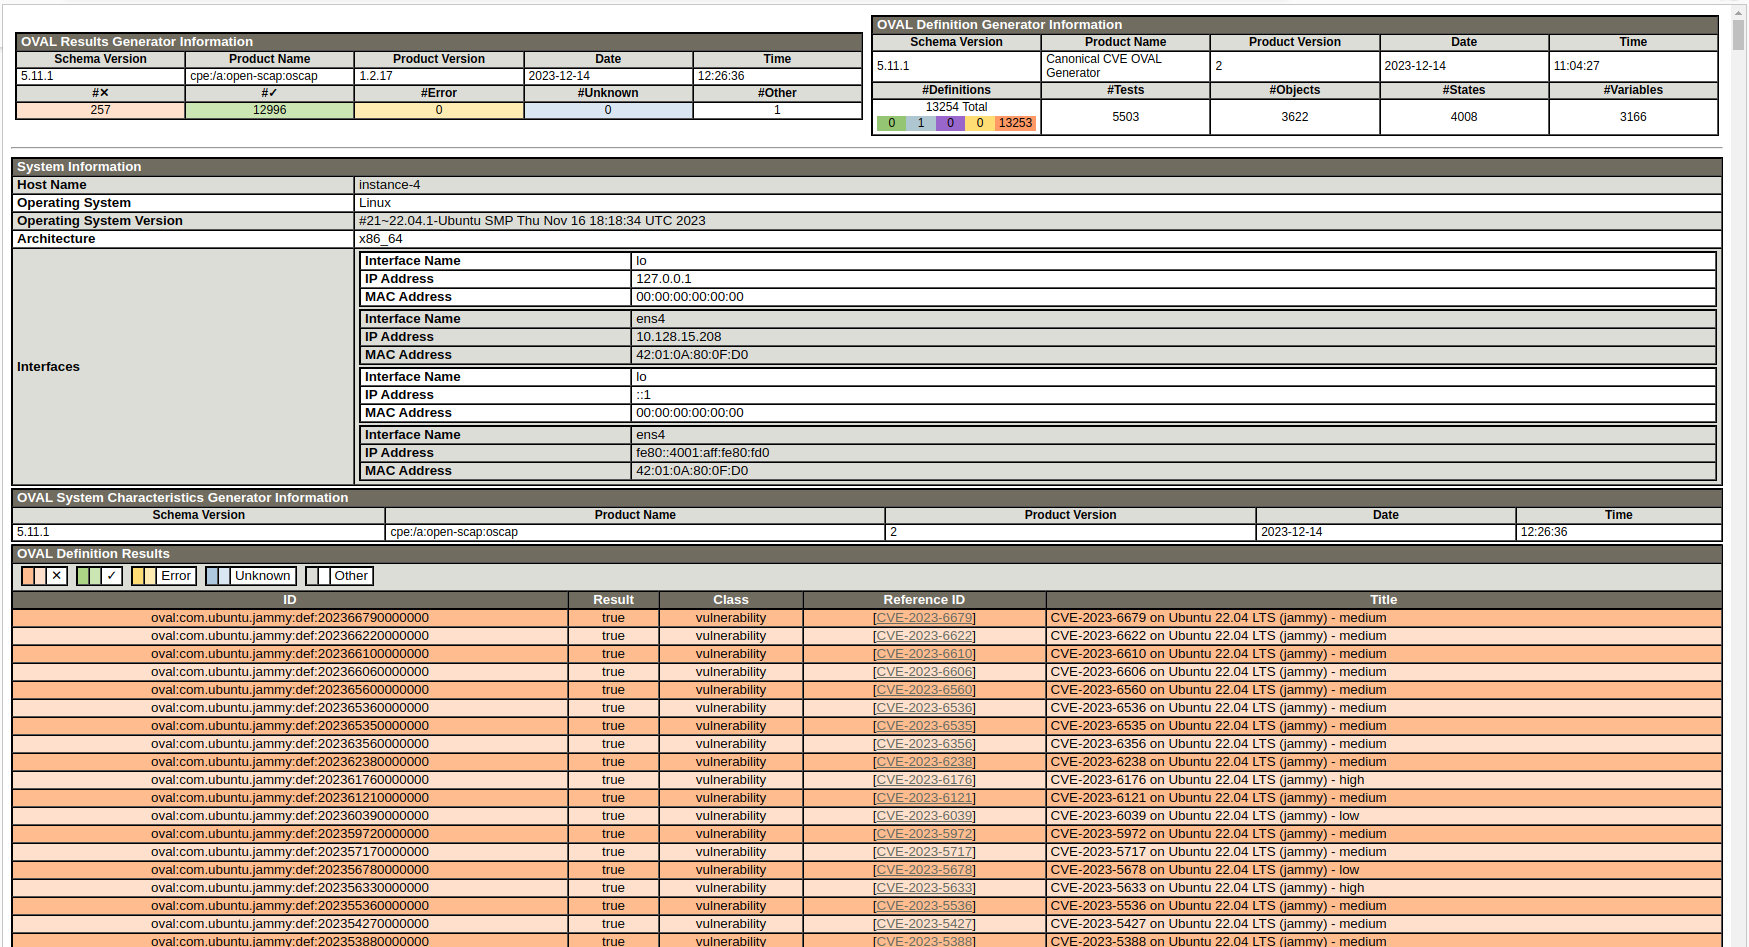 OVAL Results Generator Information
Schema Version Product Name Product Version Date Time
5.11.1 cpe:/a:open-scap:oscap 1.2.17 2023-12-14 12:26:36
#✕ #✓ #Error #Unknown #Other
257 12996 0 0 1
OVAL Definition Generator Information
Schema Version Product Name Product Version Date Time
5.11.1 Canonical CVE OVAL Generator 2 2023-12-14 11:04:27
#Definitions #Tests #Objects #States #Variables
13254 Total
0 1 0 0 13253 5503 3622 4008 3166
System Information
Host Name instance-4
Operating System Linux
Operating System Version #21~22.04.1-Ubuntu SMP Thu Nov 16 18:18:34 UTC 2023
Architecture x86_64
Interfaces
Interface Name lo
IP Address 127.0.0.1
MAC Address 00:00:00:00:00:00
Interface Name ens4
IP Address 10.128.15.208
MAC Address 42:01:0A:80:0F:D0
Interface Name lo
IP Address ::1
MAC Address 00:00:00:00:00:00
Interface Name ens4
IP Address fe80::4001:aff:fe80:fd0
MAC Address 42:01:0A:80:0F:D0
OVAL System Characteristics Generator Information
Schema Version Product Name Product Version Date Time
5.11.1 cpe:/a:open-scap:oscap 2 2023-12-14 12:26:36
OVAL Definition Results
✕ ✓ Error Unknown Other
ID Result Class Reference ID Title
oval:com.ubuntu.jammy:def:202366790000000 true vulnerability [CVE-2023-6679] CVE-2023-6679 on Ubuntu 22.04 LTS (jammy) - medium
oval:com.ubuntu.jammy:def:202366220000000 true vulnerability [CVE-2023-6622] CVE-2023-6622 on Ubuntu 22.04 LTS (jammy) - medium
oval:com.ubuntu.jammy:def:202366100000000 true vulnerability [CVE-2023-6610] CVE-2023-6610 on Ubuntu 22.04 LTS (jammy) - medium
oval:com.ubuntu.jammy:def:202366060000000 true vulnerability [CVE-2023-6606] CVE-2023-6606 on Ubuntu 22.04 LTS (jammy) - medium
oval:com.ubuntu.jammy:def:202365600000000 true vulnerability [CVE-2023-6560] CVE-2023-6560 on Ubuntu 22.04 LTS (jammy) - medium
oval:com.ubuntu.jammy:def:202365360000000 true vulnerability [CVE-2023-6536] CVE-2023-6536 on Ubuntu 22.04 LTS (jammy) - medium
oval:com.ubuntu.jammy:def:202365350000000 true vulnerability [CVE-2023-6535] CVE-2023-6535 on Ubuntu 22.04 LTS (jammy) - medium
oval:com.ubuntu.jammy:def:202363560000000 true vulnerability [CVE-2023-6356] CVE-2023-6356 on Ubuntu 22.04 LTS (jammy) - medium
oval:com.ubuntu.jammy:def:202362380000000 true vulnerability [CVE-2023-6238] CVE-2023-6238 on Ubuntu 22.04 LTS (jammy) - medium
oval:com.ubuntu.jammy:def:202361760000000 true vulnerability [CVE-2023-6176] CVE-2023-6176 on Ubuntu 22.04 LTS (jammy) - high
oval:com.ubuntu.jammy:def:202361210000000 true vulnerability [CVE-2023-6121] CVE-2023-6121 on Ubuntu 22.04 LTS (jammy) - medium
oval:com.ubuntu.jammy:def:202360390000000 true vulnerability [CVE-2023-6039] CVE-2023-6039 on Ubuntu 22.04 LTS (jammy) - low
oval:com.ubuntu.jammy:def:202359720000000 true vulnerability [CVE-2023-5972] CVE-2023-5972 on Ubuntu 22.04 LTS (jammy) - medium
oval:com.ubuntu.jammy:def:202357170000000 true vulnerability [CVE-2023-5717] CVE-2023-5717 on Ubuntu 22.04 LTS (jammy) - medium
oval:com.ubuntu.jammy:def:202356780000000 true vulnerability [CVE-2023-5678] CVE-2023-5678 on Ubuntu 22.04 LTS (jammy) - low
oval:com.ubuntu.jammy:def:202356330000000 true vulnerability [CVE-2023-5633] CVE-2023-5633 on Ubuntu 22.04 LTS (jammy) - high
oval:com.ubuntu.jammy:def:202355360000000 true vulnerability [CVE-2023-5536] CVE-2023-5536 on Ubuntu 22.04 LTS (jammy) - medium
oval:com.ubuntu.jammy:def:202354270000000 true vulnerability [CVE-2023-5427] CVE-2023-5427 on Ubuntu 22.04 LTS (jammy) - medium
oval:com.ubuntu.jammy:def:202353880000000 true vulnerability [CVE-2023-5388] CVE-2023-5388 on Ubuntu 22.04 LTS (jammy) - medium